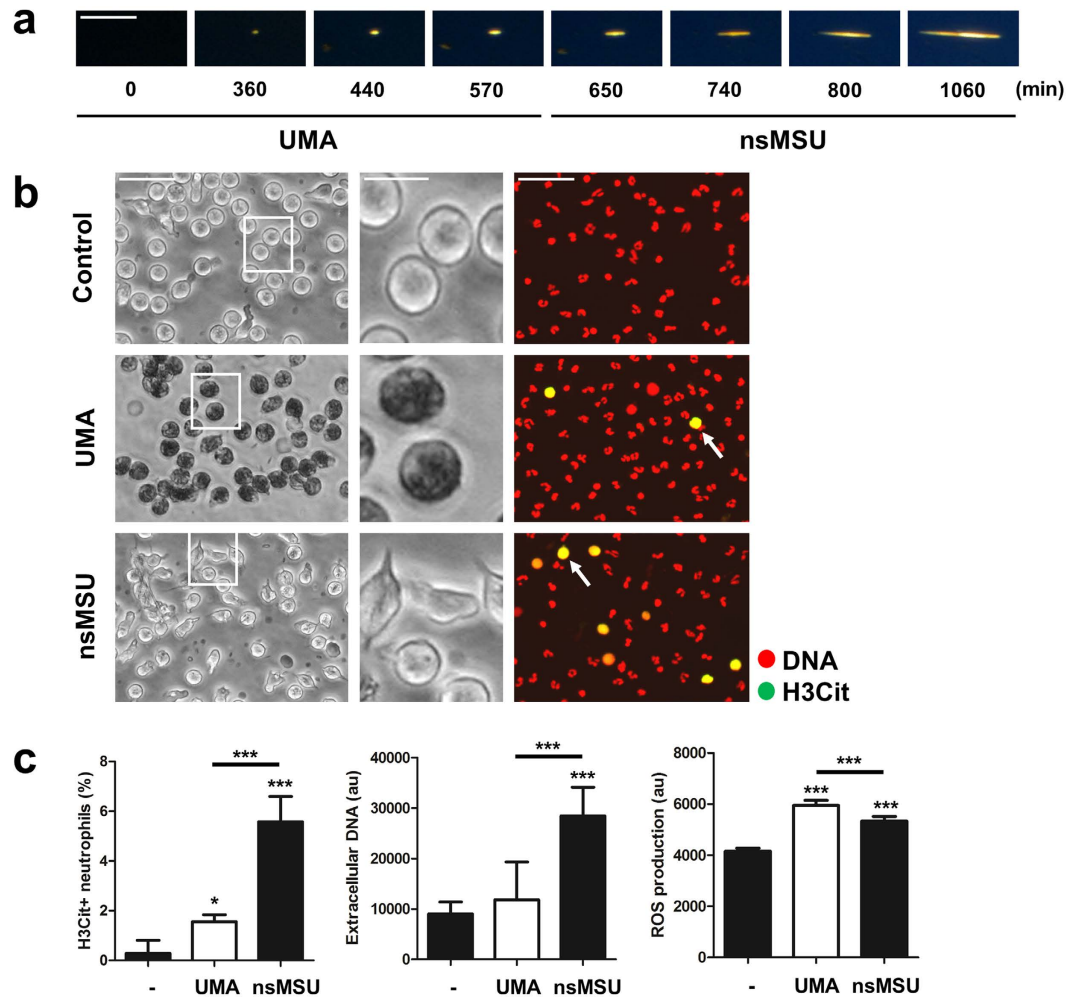 a
0 360 440 570 650 740 800 1060 (min)
UMA nsMSU
b
Control
UMA
nsMSU
DNA
H3Cit
c
H3Cit+ neutrophils (%)
8
6
4
2
0
***
***
*
- UMA nsMSU
Extracellular DNA (au)
40000
30000
20000
10000
0
***
***
- UMA nsMSU
ROS production (au)
8000
6000
4000
2000
0
***
***
***
- UMA nsMSU